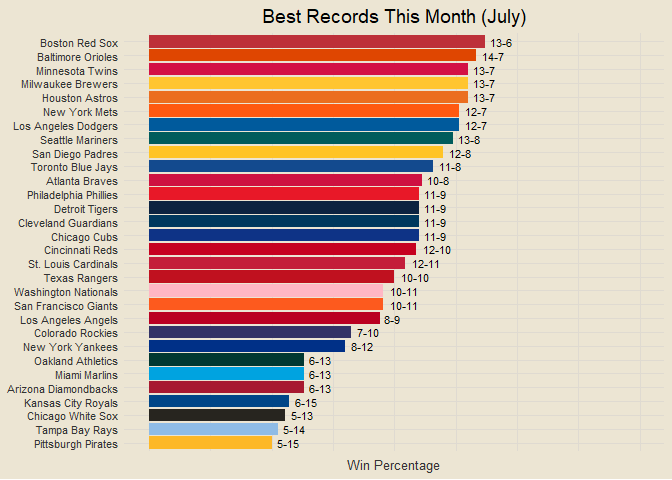 Best Records This Month (July)
Boston Red Sox 13-6
Baltimore Orioles 14-7
Minnesota Twins 13-7
Milwaukee Brewers 13-7
Houston Astros 13-7
New York Mets 12-7
Los Angeles Dodgers 12-7
Seattle Mariners 13-8
San Diego Padres 12-8
Toronto Blue Jays 11-8
Atlanta Braves 10-8
Philadelphia Phillies 11-9
Detroit Tigers 11-9
Cleveland Guardians 11-9
Chicago Cubs 11-9
Cincinnati Reds 12-10
St. Louis Cardinals 12-11
Texas Rangers 10-10
Washington Nationals 10-11
San Francisco Giants 10-11
Los Angeles Angels 8-9
Colorado Rockies 7-10
New York Yankees 8-12
Oakland Athletics 6-13
Miami Marlins 6-13
Arizona Diamondbacks 6-13
Kansas City Royals 6-15
Chicago White Sox 5-13
Tampa Bay Rays 5-14
Pittsburgh Pirates 5-15
Win Percentage